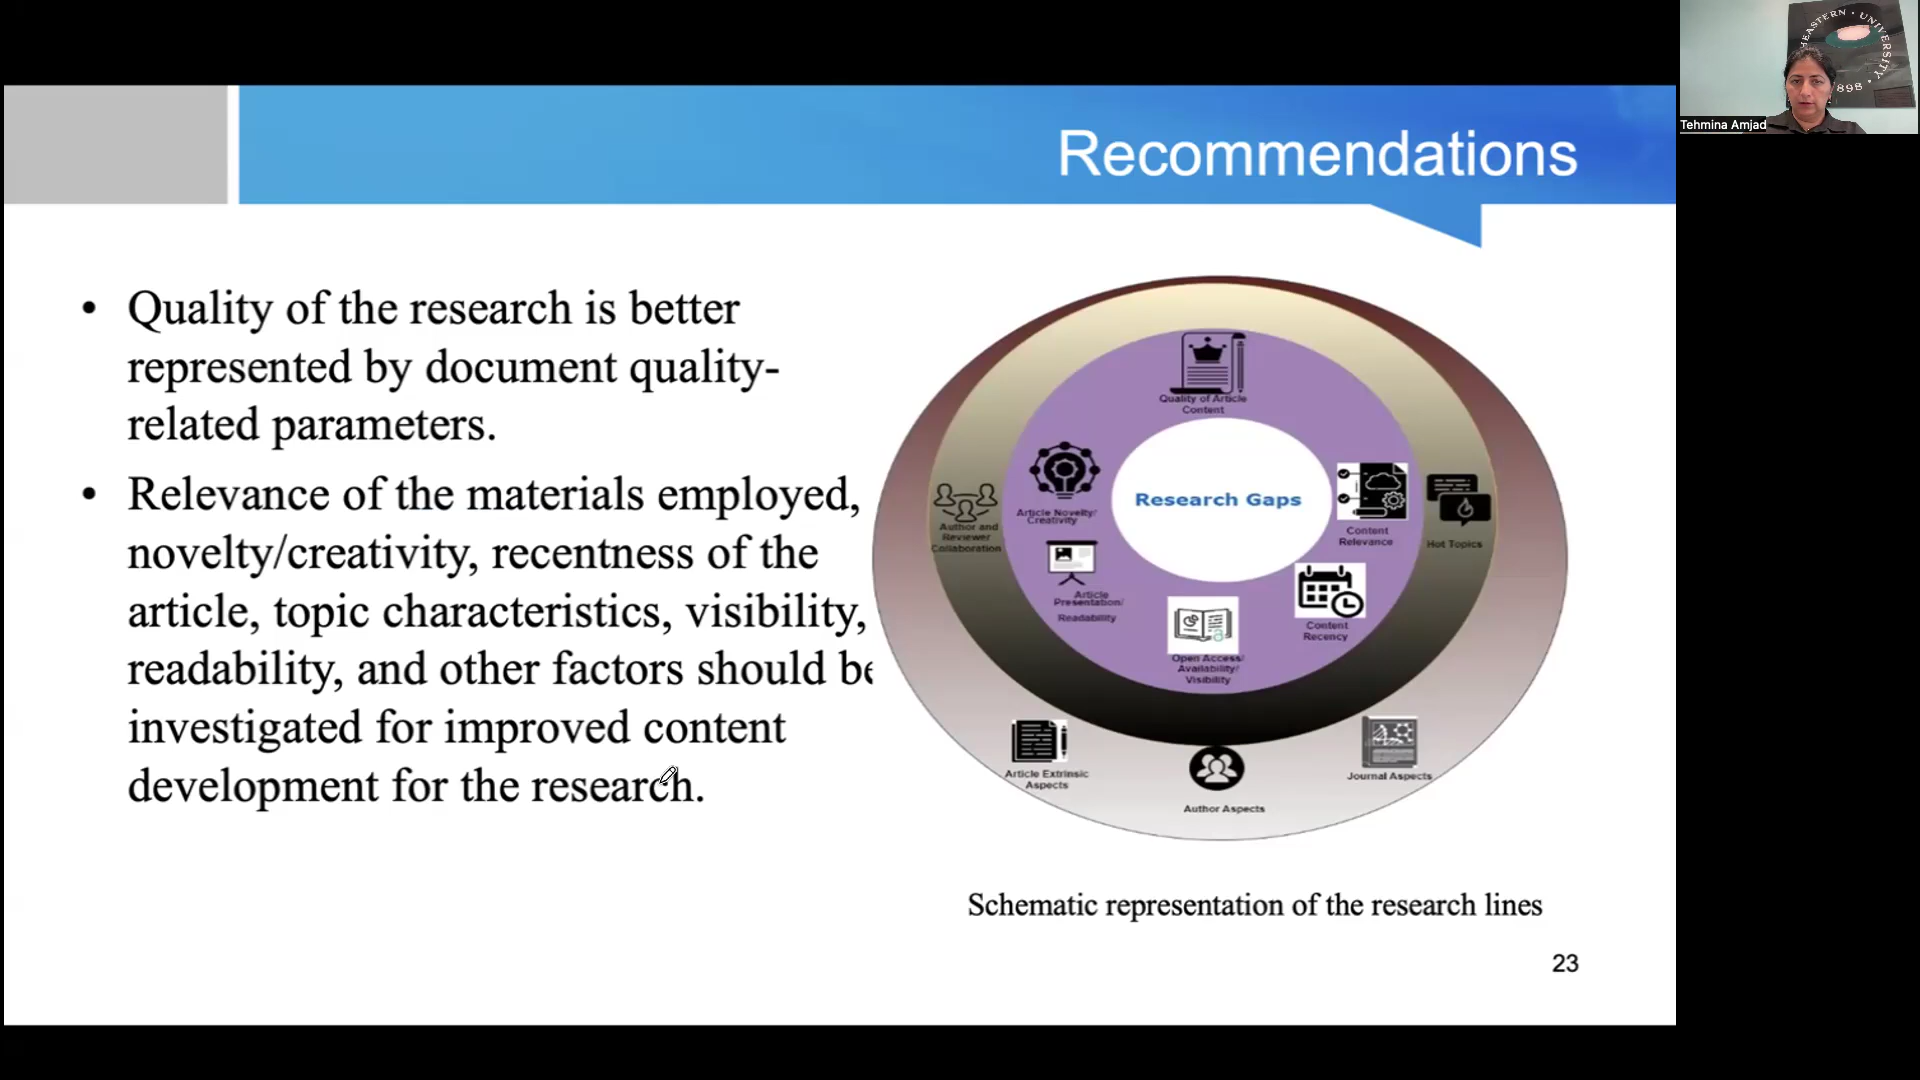 Recommendations
• Quality of the research is better
represented by document quality-
related parameters.
• Relevance of the materials employed,
novelty/creativity, recentness of the
article, topic characteristics, visibility,
readability, and other factors should be
investigated for improved content
development for the research.
Quality of Article
Content
Research Gaps
Article Novelty/
Creativity
Content
Relevance
Author and
Reviewer
Collaboration
Hot Topics
Article
Presentation/
Readability
Content
Recency
Open Access/
Availability/
Visibility
Article Extrinsic
Aspects
Author Aspects
Journal Aspects
Schematic representation of the research lines
23
UNIVERSITY
898
Tehmina Amjad